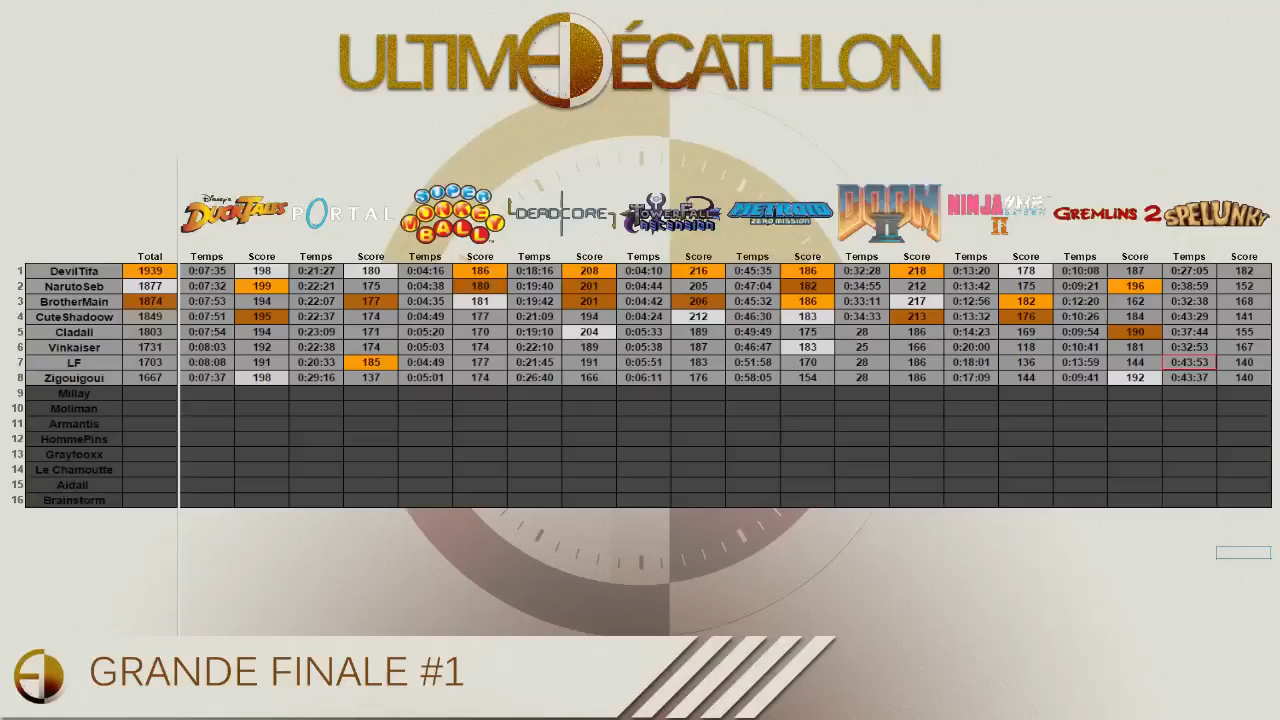 ULTIME DÉCATHLON
Disney's DUCKTALES PORTAL SUPER MONKEY BALL DEADCORE TOWERFALL ASCENSION METROID ZERO MISSION DOOM II NINJA II GREMLINS 2 SPELUNKY
Total Temps Score Temps Score Temps Score Temps Score Temps Score Temps Score Temps Score Temps Score Temps Score Temps Score
1 DevilTifa 1939 0:07:35 198 0:21:27 180 0:04:16 186 0:18:16 208 0:04:10 216 0:45:35 186 0:32:28 218 0:13:20 178 0:10:08 187 0:27:05 182
2 NarutoSeb 1877 0:07:32 199 0:22:21 175 0:04:38 180 0:19:40 201 0:04:44 205 0:47:04 182 0:34:55 212 0:13:42 175 0:09:21 196 0:38:59 152
3 BrotherMain 1874 0:07:53 194 0:22:07 177 0:04:35 181 0:19:42 201 0:04:42 206 0:45:32 186 0:33:11 217 0:12:56 182 0:12:20 162 0:32:38 168
4 CuteShadoow 1849 0:07:51 195 0:22:37 174 0:04:49 177 0:21:09 194 0:04:24 212 0:46:30 183 0:34:33 213 0:13:32 176 0:10:26 184 0:43:29 141
5 Cladali 1803 0:07:54 194 0:23:09 171 0:05:20 170 0:19:10 204 0:05:33 189 0:49:49 175 28 186 0:14:23 169 0:09:54 190 0:37:44 155
6 Vinkaiser 1731 0:08:03 192 0:22:38 174 0:05:03 174 0:22:10 189 0:05:38 187 0:46:47 183 25 166 0:20:00 118 0:10:41 181 0:32:53 167
7 LF 1703 0:08:08 191 0:20:33 185 0:04:49 177 0:21:45 191 0:05:51 183 0:51:58 170 28 186 0:18:01 136 0:13:59 144 0:43:53 140
8 Zigouigoui 1667 0:07:37 198 0:29:16 137 0:05:01 174 0:26:40 166 0:06:11 176 0:58:05 154 28 186 0:17:09 144 0:09:41 192 0:43:37 140
9 Millay
10 Moliman
11 Armantis
12 HommePins
13 Grayfooxx
14 Le Chamoutte
15 Aidail
16 Brainstorm
GRANDE FINALE #1